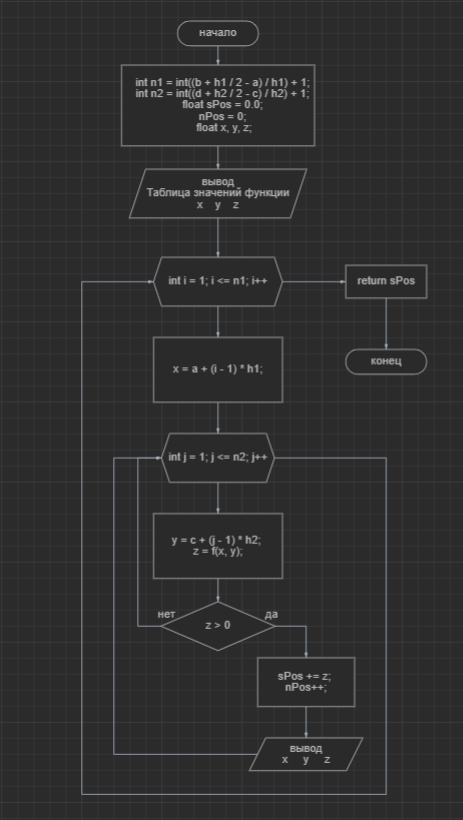 начало
int n1 = int((b + h1 / 2 - a) / h1) + 1;
int n2 = int((d + h2 / 2 - c) / h2) + 1;
float sPos = 0.0;
nPos = 0;
float x, y, z;
вывод
Таблица значений функции
x y z
int i = 1; i <= n1; i++
return sPos
x = a + (i - 1) * h1;
конец
int j = 1; j <= n2; j++
y = c + (j - 1) * h2;
z = f(x, y);
нет
да
z > 0
sPos += z;
nPos++;
вывод
x y z